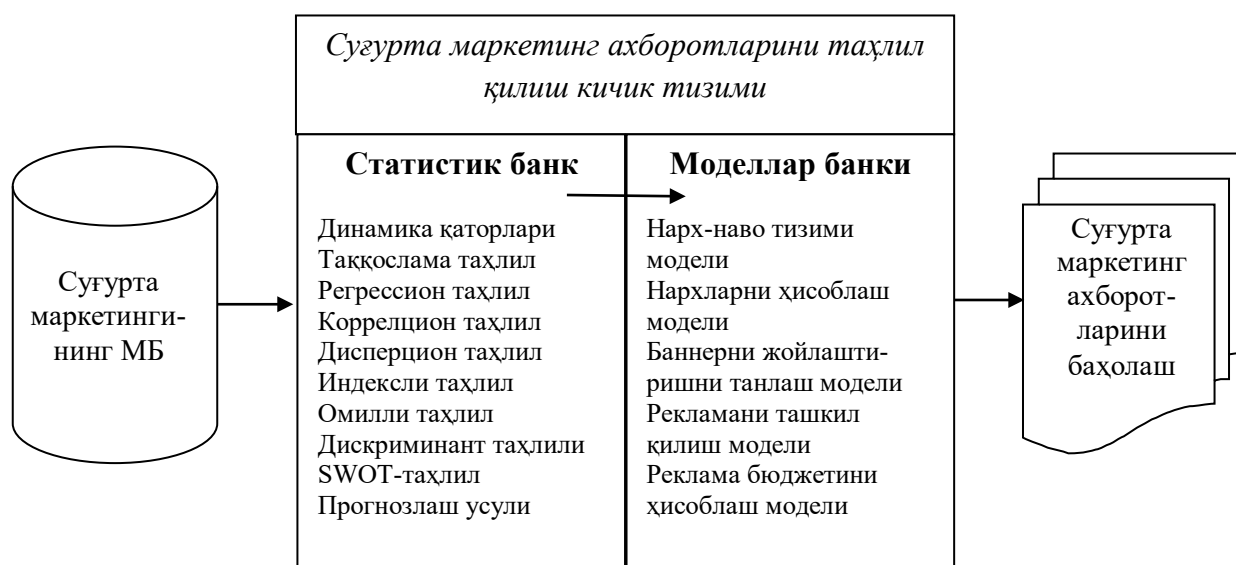 Суғурта маркетинг ахборотларини таҳлил
қилиш кичик тизими
Суғурта
маркетинги-
нинг МБ
Статистик банк
Динамика қаторлари
Таққослама таҳлил
Регрессион таҳлил
Коррелцион таҳлил
Дисперцион таҳлил
Индексли таҳлил
Омилли таҳлил
Дискриминант таҳлили
SWOT-таҳлил
Прогнозлаш усули
Моделлар банки
Нарх-наво тизими
модели
Нархларни ҳисоблаш
модели
Баннерни жойлашти-
ришни танлаш модели
Рекламани ташкил
қилиш модели
Реклама бюджетини
ҳисоблаш модели
Суғурта
маркетинг
ахборот-
ларини
баҳолаш